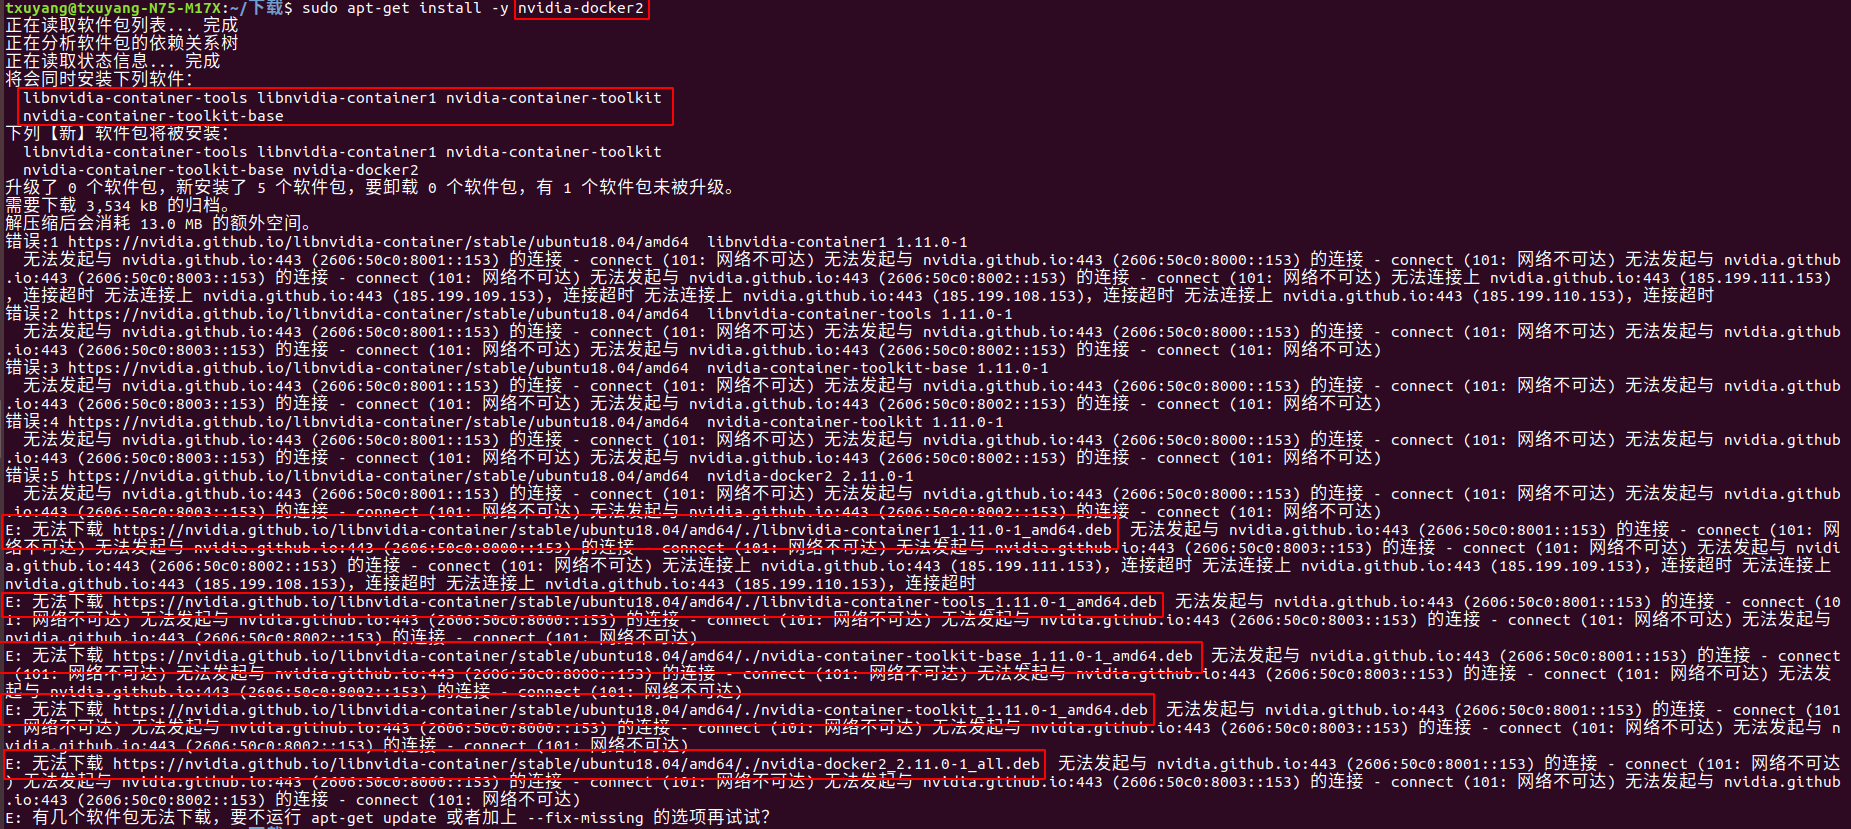 txuyang@txuyang-N75-M17X:~/下载$ sudo apt-get install -y nvidia-docker2
正在读取软件包列表... 完成
正在分析软件包的依赖关系树
正在读取状态信息... 完成
将会同时安装下列软件：
libnvidia-container-tools libnvidia-container1 nvidia-container-toolkit
nvidia-container-toolkit-base
下列【新】软件包将被安装：
libnvidia-container-tools libnvidia-container1 nvidia-container-toolkit
nvidia-container-toolkit-base nvidia-docker2
升级了 0 个软件包，新安装了 5 个软件包，要卸载 0 个软件包，有 1 个软件包未被升级。
需要下载 3,534 kB 的归档。
解压缩后会消耗 13.0 MB 的额外空间。
错误:1 https://nvidia.github.io/libnvidia-container/stable/ubuntu18.04/amd64  libnvidia-container1 1.11.0-1
无法发起与 nvidia.github.io:443 (2606:50c0:8001::153) 的连接 - connect (101: 网络不可达) 无法发起与 nvidia.github.io:443 (2606:50c0:8000::153) 的连接 - connect (101: 网络不可达) 无法发起与 nvidia.github
.io:443 (2606:50c0:8003::153) 的连接 - connect (101: 网络不可达) 无法发起与 nvidia.github.io:443 (2606:50c0:8002::153) 的连接 - connect (101: 网络不可达) 无法连接上 nvidia.github.io:443 (185.199.111.153)
，连接超时 无法连接上 nvidia.github.io:443 (185.199.109.153)，连接超时 无法连接上 nvidia.github.io:443 (185.199.108.153)，连接超时 无法连接上 nvidia.github.io:443 (185.199.110.153)，连接超时
错误:2 https://nvidia.github.io/libnvidia-container/stable/ubuntu18.04/amd64  libnvidia-container-tools 1.11.0-1
无法发起与 nvidia.github.io:443 (2606:50c0:8001::153) 的连接 - connect (101: 网络不可达) 无法发起与 nvidia.github.io:443 (2606:50c0:8000::153) 的连接 - connect (101: 网络不可达) 无法发起与 nvidia.github
.io:443 (2606:50c0:8003::153) 的连接 - connect (101: 网络不可达) 无法发起与 nvidia.github.io:443 (2606:50c0:8002::153) 的连接 - connect (101: 网络不可达)
错误:3 https://nvidia.github.io/libnvidia-container/stable/ubuntu18.04/amd64  nvidia-container-toolkit-base 1.11.0-1
无法发起与 nvidia.github.io:443 (2606:50c0:8001::153) 的连接 - connect (101: 网络不可达) 无法发起与 nvidia.github.io:443 (2606:50c0:8000::153) 的连接 - connect (101: 网络不可达) 无法发起与 nvidia.github
.io:443 (2606:50c0:8003::153) 的连接 - connect (101: 网络不可达) 无法发起与 nvidia.github.io:443 (2606:50c0:8002::153) 的连接 - connect (101: 网络不可达)
错误:4 https://nvidia.github.io/libnvidia-container/stable/ubuntu18.04/amd64  nvidia-container-toolkit 1.11.0-1
无法发起与 nvidia.github.io:443 (2606:50c0:8001::153) 的连接 - connect (101: 网络不可达) 无法发起与 nvidia.github.io:443 (2606:50c0:8000::153) 的连接 - connect (101: 网络不可达) 无法发起与 nvidia.github
.io:443 (2606:50c0:8003::153) 的连接 - connect (101: 网络不可达) 无法发起与 nvidia.github.io:443 (2606:50c0:8002::153) 的连接 - connect (101: 网络不可达)
错误:5 https://nvidia.github.io/libnvidia-container/stable/ubuntu18.04/amd64  nvidia-docker2 2.11.0-1
无法发起与 nvidia.github.io:443 (2606:50c0:8001::153) 的连接 - connect (101: 网络不可达) 无法发起与 nvidia.github.io:443 (2606:50c0:8000::153) 的连接 - connect (101: 网络不可达) 无法发起与 nvidia.github
.io:443 (2606:50c0:8003::153) 的连接 - connect (101: 网络不可达) 无法发起与 nvidia.github.io:443 (2606:50c0:8002::153) 的连接 - connect (101: 网络不可达)
E: 无法下载 https://nvidia.github.io/libnvidia-container/stable/ubuntu18.04/amd64/./libnvidia-container1_1.11.0-1_amd64.deb  无法发起与 nvidia.github.io:443 (2606:50c0:8001::153) 的连接 - connect (101: 网
络不可达) 无法发起与 nvidia.github.io:443 (2606:50c0:8000::153) 的连接 - connect (101: 网络不可达) 无法发起与 nvidia.github.io:443 (2606:50c0:8003::153) 的连接 - connect (101: 网络不可达) 无法发起与 nvidi
a.github.io:443 (2606:50c0:8002::153) 的连接 - connect (101: 网络不可达) 无法连接上 nvidia.github.io:443 (185.199.111.153)，连接超时 无法连接上 nvidia.github.io:443 (185.199.109.153)，连接超时 无法连接上
nvidia.github.io:443 (185.199.108.153)，连接超时 无法连接上 nvidia.github.io:443 (185.199.110.153)，连接超时
E: 无法下载 https://nvidia.github.io/libnvidia-container/stable/ubuntu18.04/amd64/./libnvidia-container-tools_1.11.0-1_amd64.deb  无法发起与 nvidia.github.io:443 (2606:50c0:8001::153) 的连接 - connect (10
1: 网络不可达) 无法发起与 nvidia.github.io:443 (2606:50c0:8000::153) 的连接 - connect (101: 网络不可达) 无法发起与 nvidia.github.io:443 (2606:50c0:8003::153) 的连接 - connect (101: 网络不可达) 无法发起与
nvidia.github.io:443 (2606:50c0:8002::153) 的连接 - connect (101: 网络不可达)
E: 无法下载 https://nvidia.github.io/libnvidia-container/stable/ubuntu18.04/amd64/./nvidia-container-toolkit-base_1.11.0-1_amd64.deb  无法发起与 nvidia.github.io:443 (2606:50c0:8001::153) 的连接 - connect
(101: 网络不可达) 无法发起与 nvidia.github.io:443 (2606:50c0:8000::153) 的连接 - connect (101: 网络不可达) 无法发起与 nvidia.github.io:443 (2606:50c0:8003::153) 的连接 - connect (101: 网络不可达) 无法发
起与 nvidia.github.io:443 (2606:50c0:8002::153) 的连接 - connect (101: 网络不可达)
E: 无法下载 https://nvidia.github.io/libnvidia-container/stable/ubuntu18.04/amd64/./nvidia-container-toolkit_1.11.0-1_amd64.deb  无法发起与 nvidia.github.io:443 (2606:50c0:8001::153) 的连接 - connect (101
: 网络不可达) 无法发起与 nvidia.github.io:443 (2606:50c0:8000::153) 的连接 - connect (101: 网络不可达) 无法发起与 nvidia.github.io:443 (2606:50c0:8003::153) 的连接 - connect (101: 网络不可达) 无法发起与 n
vidia.github.io:443 (2606:50c0:8002::153) 的连接 - connect (101: 网络不可达)
E: 无法下载 https://nvidia.github.io/libnvidia-container/stable/ubuntu18.04/amd64/./nvidia-docker2_2.11.0-1_all.deb  无法发起与 nvidia.github.io:443 (2606:50c0:8001::153) 的连接 - connect (101: 网络不可达
) 无法发起与 nvidia.github.io:443 (2606:50c0:8000::153) 的连接 - connect (101: 网络不可达) 无法发起与 nvidia.github.io:443 (2606:50c0:8003::153) 的连接 - connect (101: 网络不可达) 无法发起与 nvidia.github
.io:443 (2606:50c0:8002::153) 的连接 - connect (101: 网络不可达)
E: 有几个软件包无法下载，要不运行 apt-get update 或者加上 --fix-missing 的选项再试试？